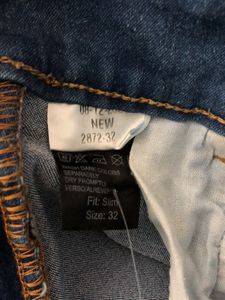 NEW
2872-32
WASH DARK COLORS
SEPARATELY
DRY PROMPTLY
Fit: Slim
Size: 32